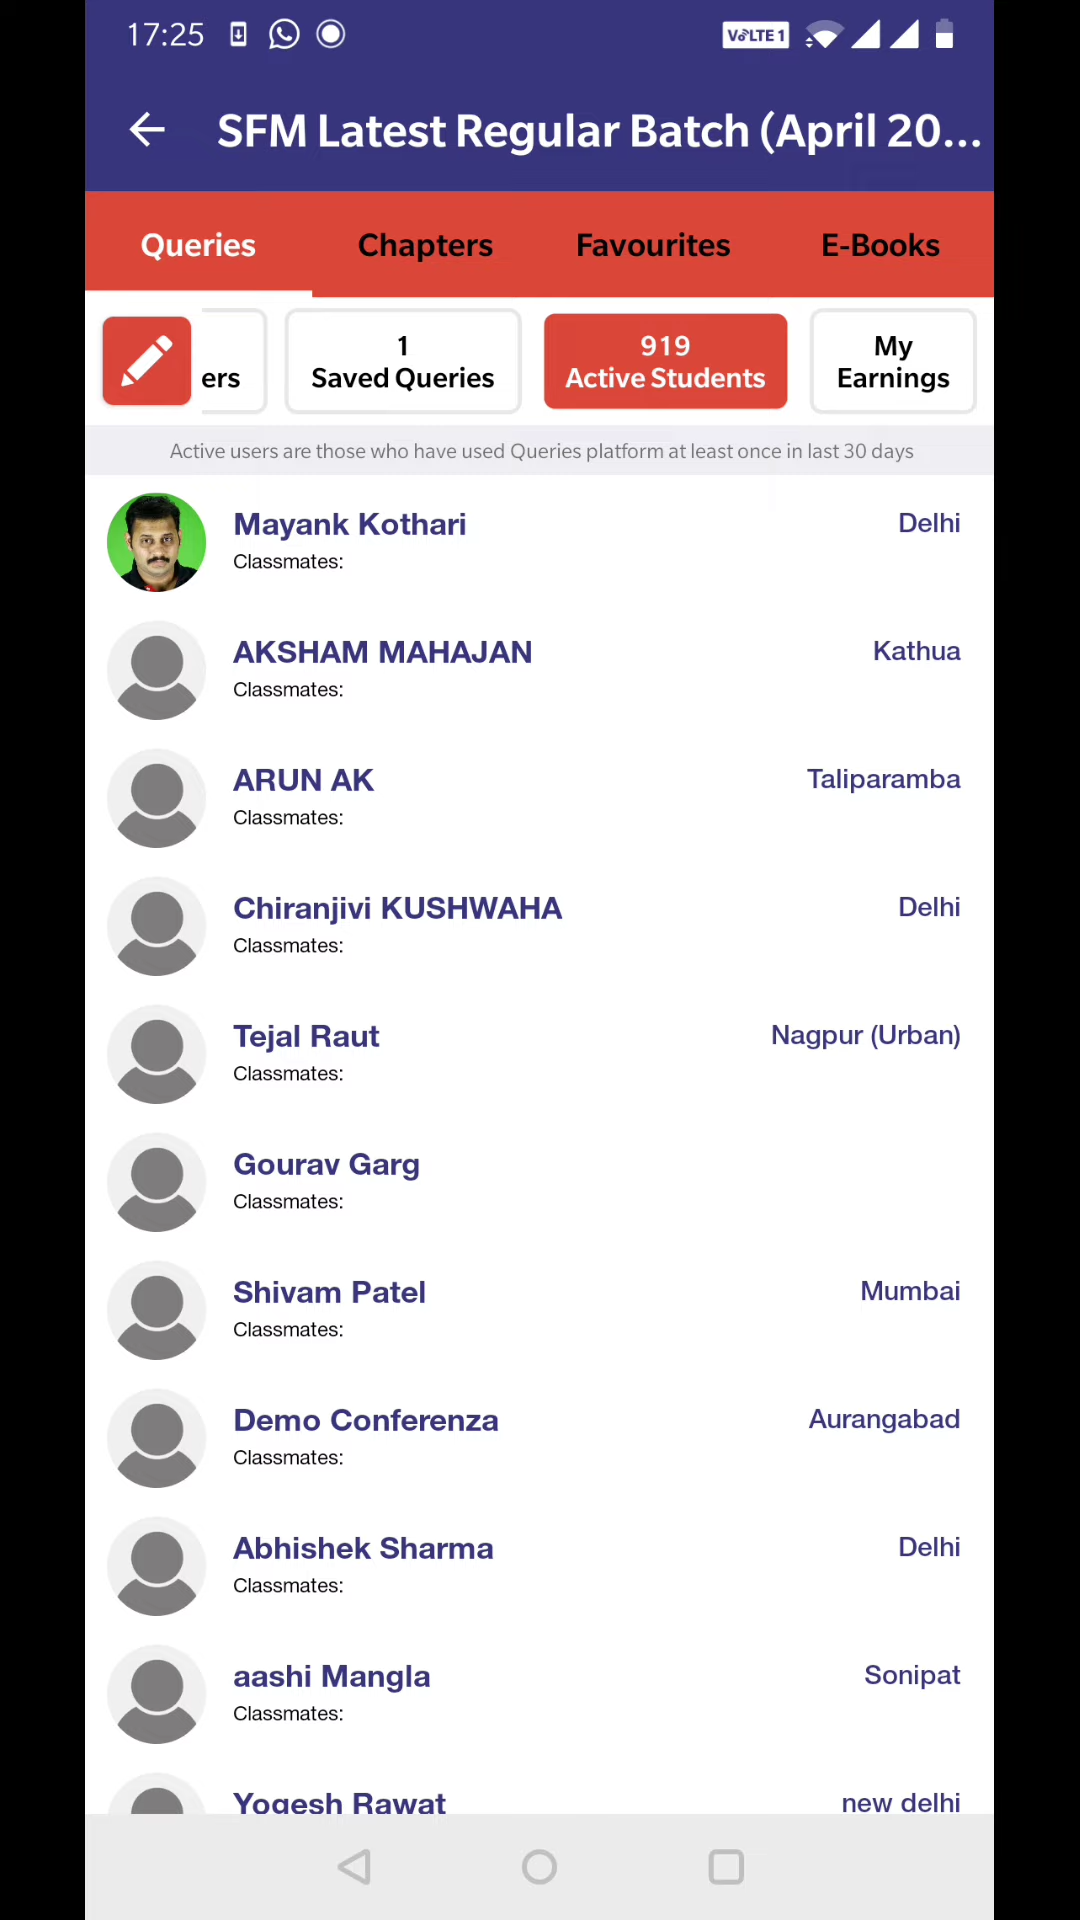 17:25
VoLTE 1
SFM Latest Regular Batch (April 20...
Queries
Chapters
Favourites
E-Books
ers
1
Saved Queries
919
Active Students
My
Earnings
Active users are those who have used Queries platform at least once in last 30 days
Mayank Kothari
Delhi
Classmates:
AKSHAM MAHAJAN
Kathua
Classmates:
ARUN AK
Taliparamba
Classmates:
Chiranjivi KUSHWAHA
Delhi
Classmates:
Tejal Raut
Nagpur (Urban)
Classmates:
Gourav Garg
Classmates:
Shivam Patel
Mumbai
Classmates:
Demo Conferenza
Aurangabad
Classmates:
Abhishek Sharma
Delhi
Classmates:
aashi Mangla
Sonipat
Classmates:
Yogesh Rawat
new delhi